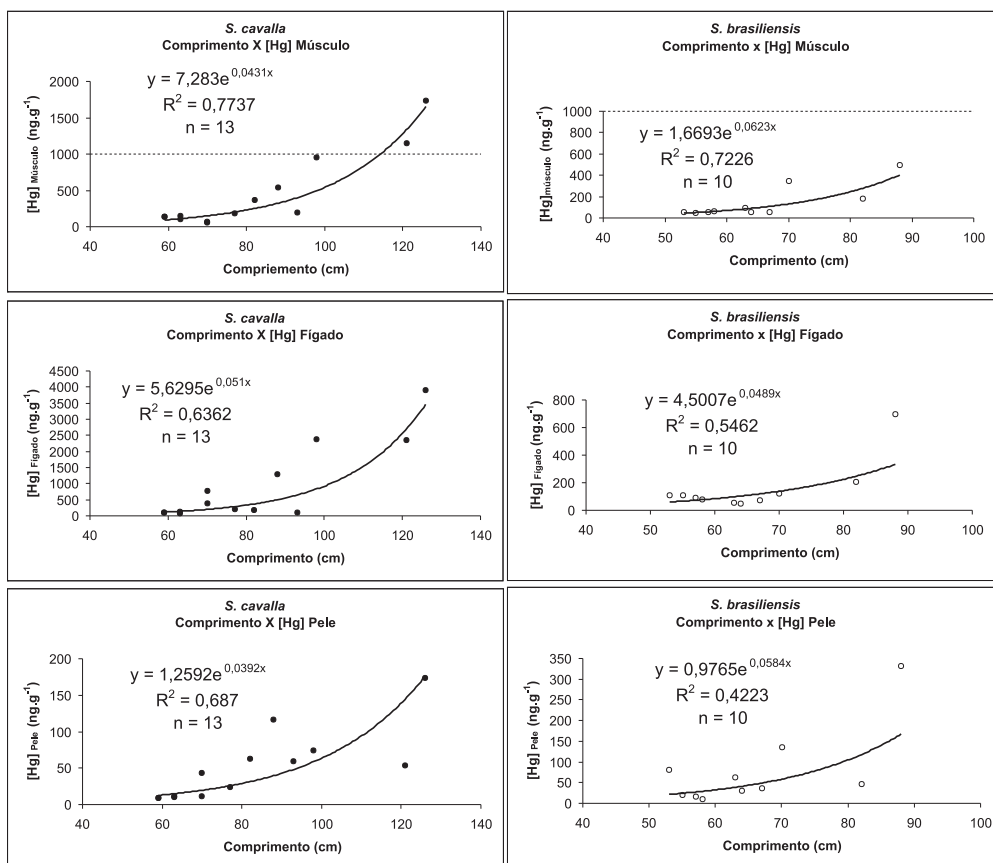 S. cavalla
Comprimento X [Hg] Músculo
y = 7,283e^0,0431x
R² = 0,7737
n = 13
[Hg] Músculo (ng.g⁻¹)
2000
1500
1000
500
0
40 60 80 100 120 140
Compriemento (cm)
S. brasiliensis
Comprimento x [Hg] Músculo
y = 1,6693e^0,0623x
R² = 0,7226
n = 10
[Hg]músculo (ng.g⁻¹)
1000
800
600
400
200
0
40 50 60 70 80 90 100
Comprimento (cm)
S. cavalla
Comprimento X [Hg] Fígado
y = 5,6295e^0,051x
R² = 0,6362
n = 13
[Hg] Fígado (ng.g⁻¹)
4500
4000
3500
3000
2500
2000
1500
1000
500
0
40 60 80 100 120 140
Comprimento (cm)
S. brasiliensis
Comprimento x [Hg] Fígado
y = 4,5007e^0,0489x
R² = 0,5462
n = 10
[Hg] Fígado (ng.g⁻¹)
800
600
400
200
0
40 50 60 70 80 90 100
Comprimento (cm)
S. cavalla
Comprimento X [Hg] Pele
y = 1,2592e^0,0392x
R² = 0,687
n = 13
[Hg] Pele (ng.g⁻¹)
200
150
100
50
0
40 60 80 100 120 140
Comprimento (cm)
S. brasiliensis
Comprimento x [Hg] Pele
y = 0,9765e^0,0584x
R² = 0,4223
n = 10
[Hg] Pele (ng.g⁻¹)
350
300
250
200
150
100
50
0
40 50 60 70 80 90 100
Comprimento (cm)